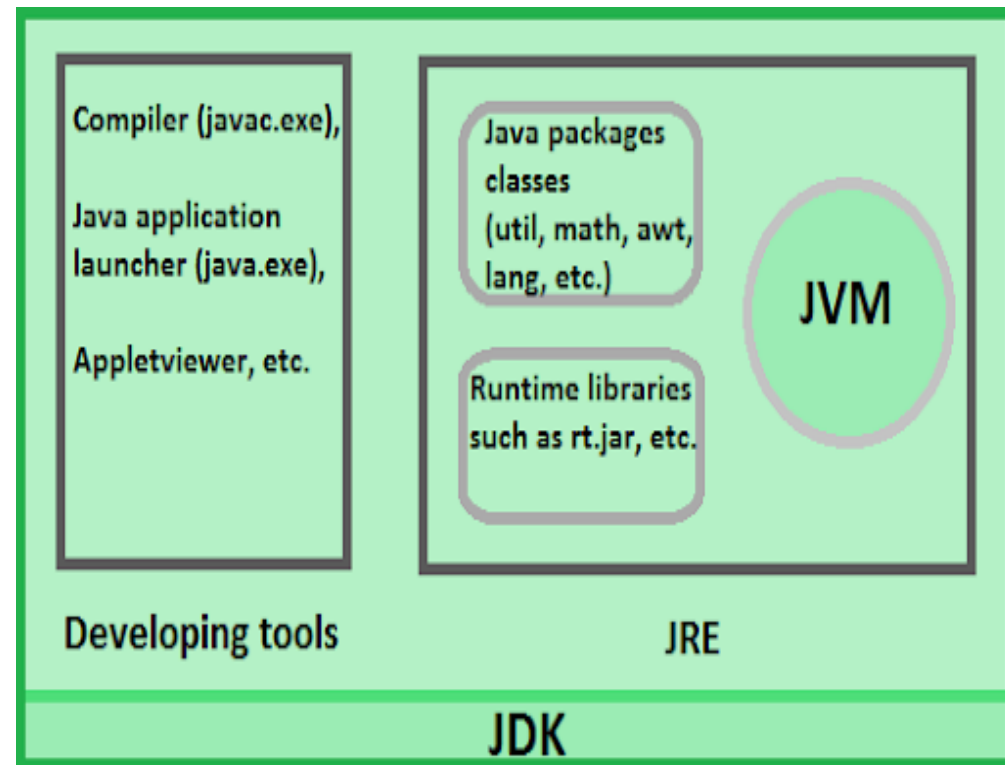 Compiler (javac.exe),
Java application
launcher (java.exe),
Appletviewer, etc.
Developing tools
Java packages
classes
(util, math, awt,
lang, etc.)
Runtime libraries
such as rt.jar, etc.
JVM
JRE
JDK